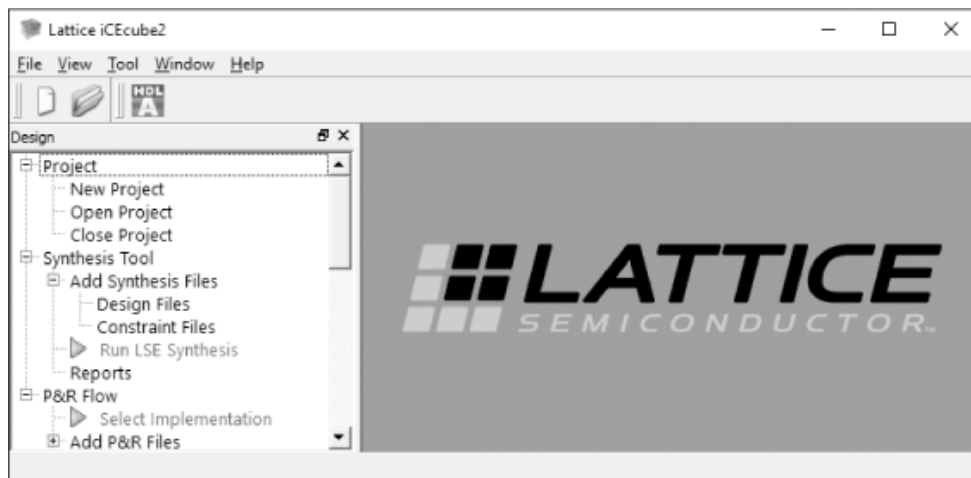 Lattice iCEcube2
File View Tool Window Help
HDL
A
Design
Project
New Project
Open Project
Close Project
Synthesis Tool
Add Synthesis Files
Design Files
Constraint Files
Run LSE Synthesis
Reports
P&R Flow
Select Implementation
Add P&R Files
LATTICE
SEMICONDUCTOR™